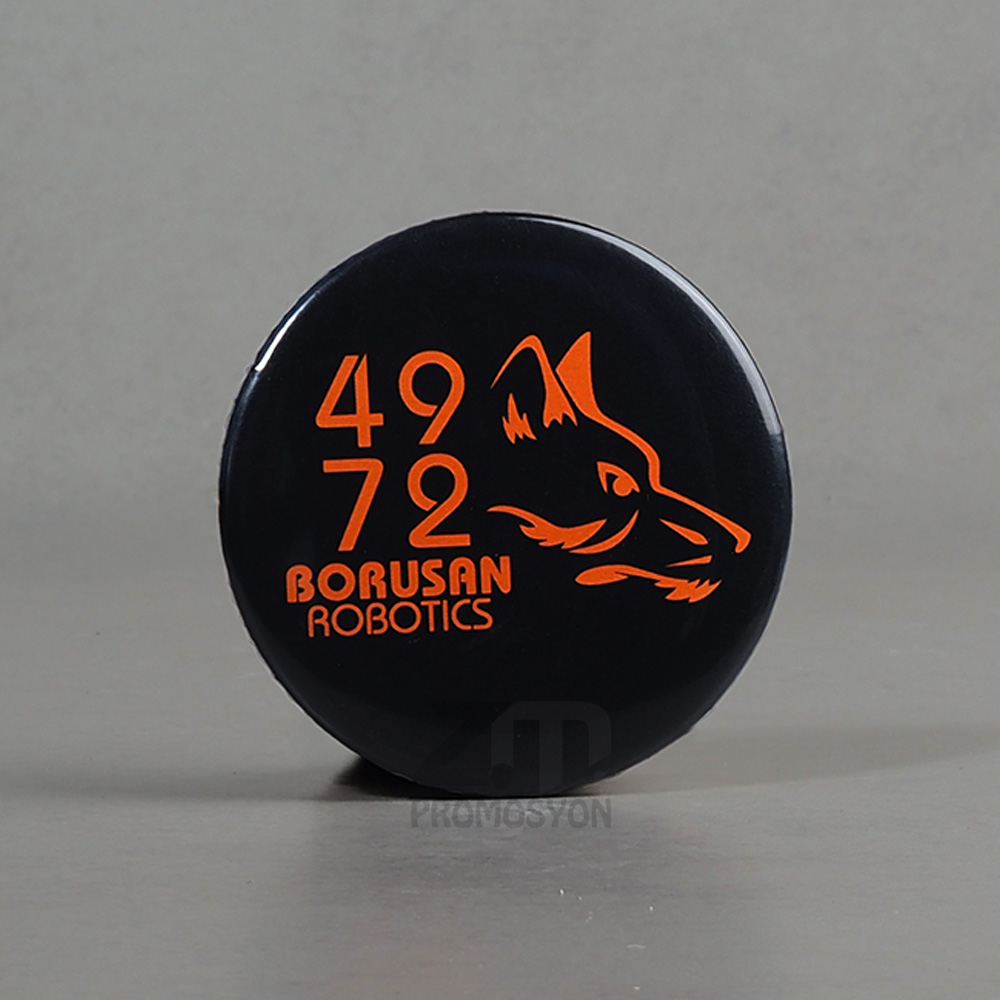 49
72
BORUSAN
ROBOTICS
PROMOSYON